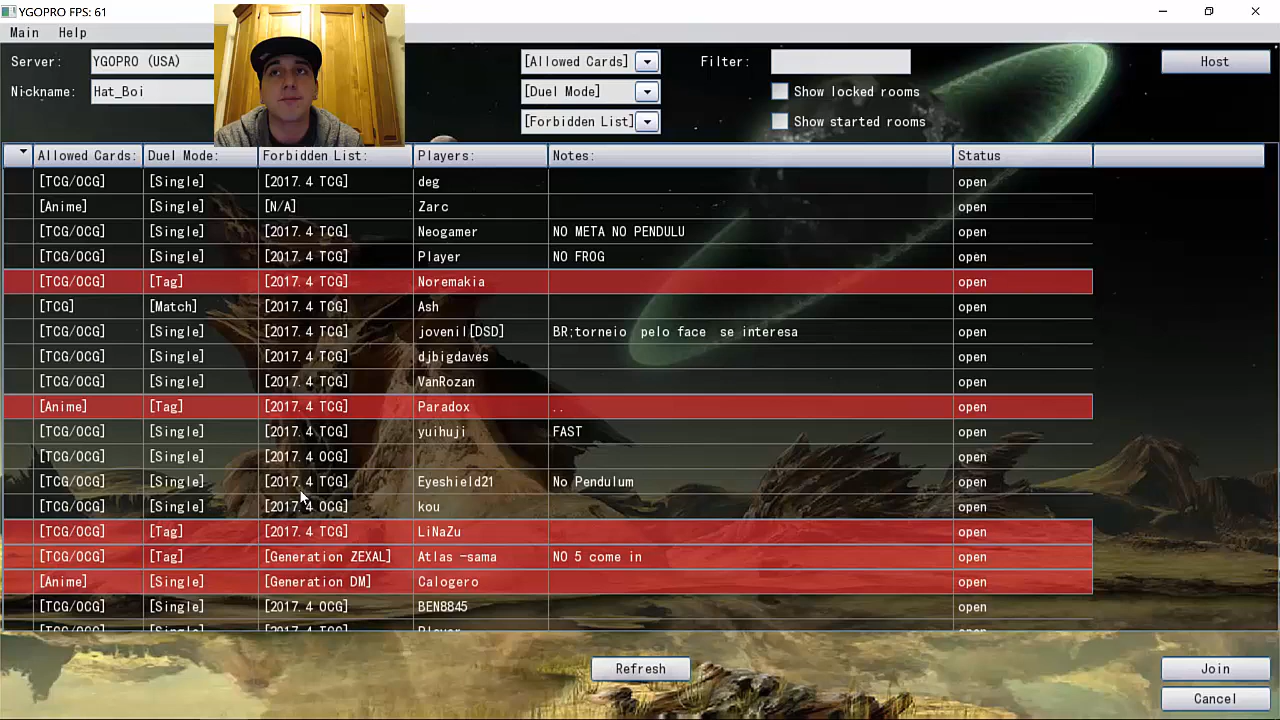 YGOPRO FPS: 61
Main Help
Server: YGOPRO (USA) [Allowed Cards] Filter: Host
Nickname: Hat_Boi [Duel Mode] Show locked rooms
[Forbidden List] Show started rooms
Allowed Cards: Duel Mode: Forbidden List: Players: Notes: Status
[TCG/OCG] [Single] [2017.4 TCG] deg open
[Anime] [Single] [N/A] Zarc open
[TCG/OCG] [Single] [2017.4 TCG] Neogamer NO META NO PENDULU open
[TCG/OCG] [Single] [2017.4 TCG] Player NO FROG open
[TCG/OCG] [Tag] [2017.4 TCG] Noremakia open
[TCG] [Match] [2017.4 TCG] Ash open
[TCG/OCG] [Single] [2017.4 TCG] jovenil[DSD] BR;torneio pelo face se interesa open
[TCG/OCG] [Single] [2017.4 TCG] djbigdaves open
[TCG/OCG] [Single] [2017.4 TCG] VanRozan open
[Anime] [Tag] [2017.4 TCG] Paradox .. open
[TCG/OCG] [Single] [2017.4 TCG] yuihuji FAST open
[TCG/OCG] [Single] [2017.4 OCG] open
[TCG/OCG] [Single] [2017.4 TCG] Eyeshield21 No Pendulum open
[TCG/OCG] [Single] [2017.4 OCG] kou open
[TCG/OCG] [Tag] [2017.4 TCG] LiNaZu open
[TCG/OCG] [Tag] [Generation ZEXAL] Atlas -sama NO 5 come in open
[Anime] [Single] [Generation DM] Calogero open
[TCG/OCG] [Single] [2017.4 OCG] BEN8845 open
Refresh Join
Cancel